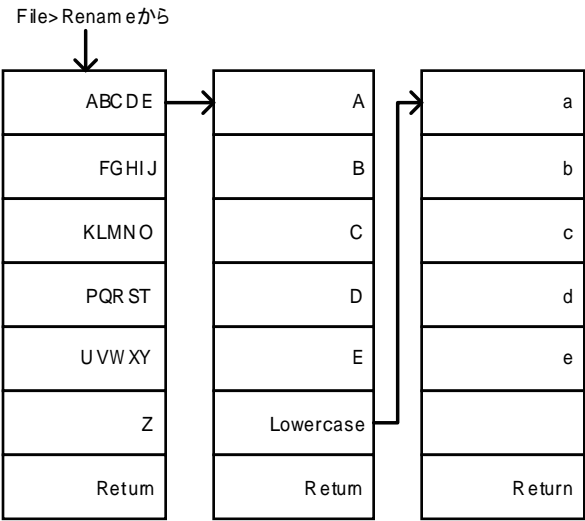 File>Renameから
ABCDE
FGHIJ
KLMNO
PQRST
UVWXY
Z
Return
A
B
C
D
E
Lowercase
Return
a
b
c
d
e
Return